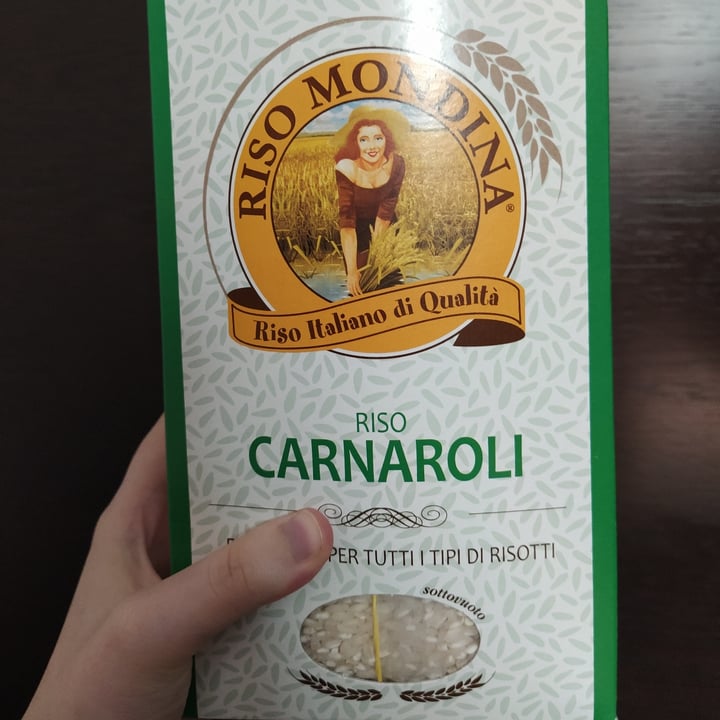 RISO MONDINA®
Riso Italiano di Qualità
RISO
CARNAROLI
PER TUTTI I TIPI DI RISOTTI
sottovuoto